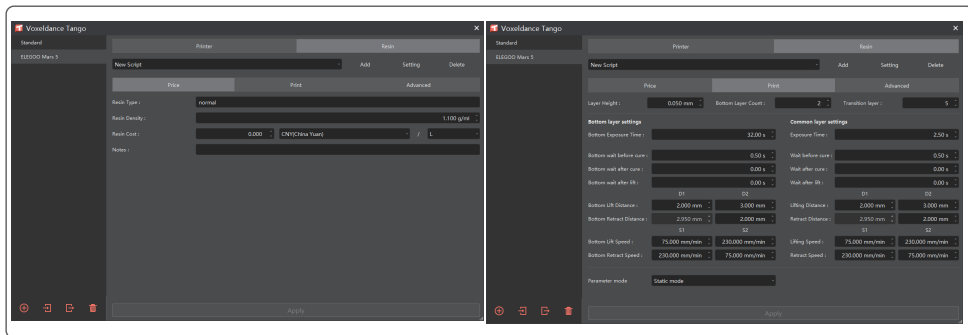 Voxeldance Tango ×
Standard
ELEGOO Mars 5
Printer Resin
New Script Add Setting Delete
Price Print Advanced
Resin Type : normal
Resin Density : 1.100 g/ml
Resin Cost : 0.000 CNY(China Yuan) / L
Notes :
Apply
Voxeldance Tango ×
Standard
ELEGOO Mars 5
Printer Resin
New Script Add Setting Delete
Price Print Advanced
Layer Height : 0.050 mm Bottom Layer Count : 2 Transition layer : 5
Bottom layer settings Common layer settings
Bottom Exposure Time : 32.00 s Exposure Time : 2.50 s
Bottom wait before cure : 0.50 s Wait before cure : 0.50 s
Bottom wait after cure : 0.00 s Wait after cure : 0.00 s
Bottom wait after lift : 0.00 s Wait after lift : 0.00 s
D1 D2 D1 D2
Bottom Lift Distance : 2.000 mm 3.000 mm Lifting Distance : 2.000 mm 3.000 mm
Bottom Retract Distance : 2.950 mm 2.000 mm Retract Distance : 2.950 mm 2.000 mm
S1 S2 S1 S2
Bottom Lift Speed : 75.000 mm/min 230.000 mm/min Lifting Speed : 75.000 mm/min 230.000 mm/min
Bottom Retract Speed : 230.000 mm/min 75.000 mm/min Retract Speed : 230.000 mm/min 75.000 mm/min
Parameter mode Static mode
Apply